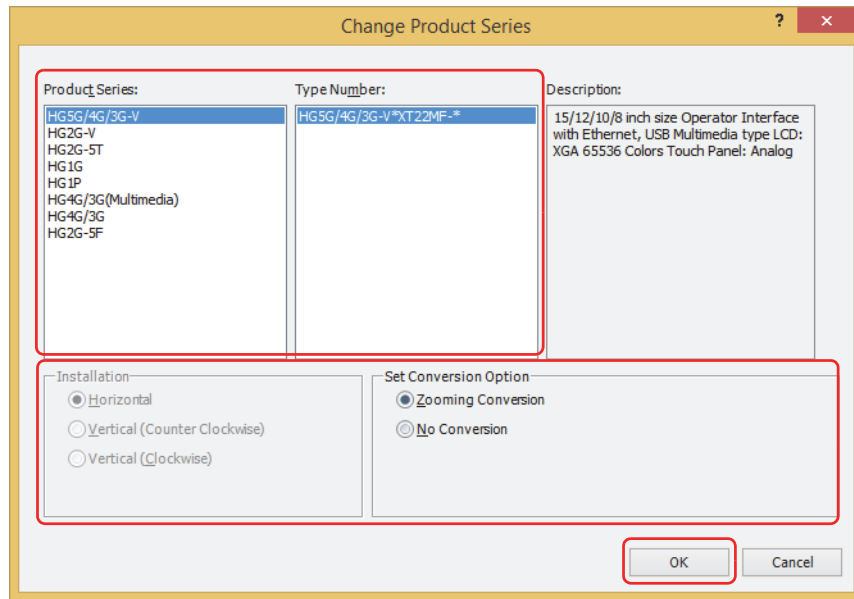 Change Product Series
?
×
Product Series:
HG5G/4G/3G-V
HG2G-V
HG2G-5T
HG1G
HG1P
HG4G/3G(Multimedia)
HG4G/3G
HG2G-5F
Type Number:
HG5G/4G/3G-V*XT22MF-*
Description:
15/12/10/8 inch size Operator Interface
with Ethernet, USB Multimedia type LCD:
XGA 65536 Colors Touch Panel: Analog
Installation
Horizontal
Vertical (Counter Clockwise)
Vertical (Clockwise)
Set Conversion Option
Zooming Conversion
No Conversion
OK
Cancel